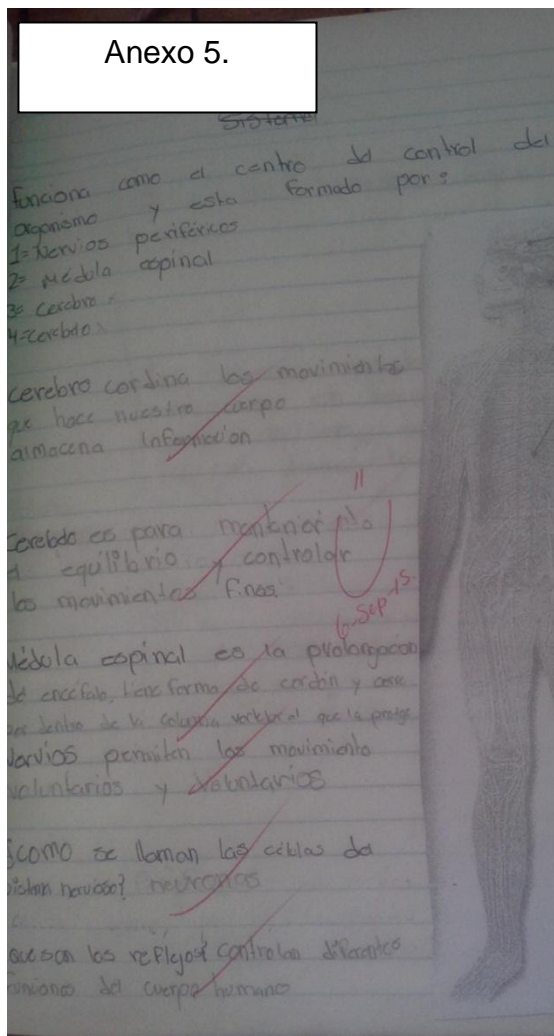 Anexo 5.
Sistema
funciona como el centro del control del
organismo y esta formado por:
1= Nervios periféricos
2= Médula espinal
3= cerebro:
4= cerebelo:
cerebro cordina los movimientos
que hace nuestro cuerpo
almacena información
cerebelo es para mantener
el equilibrio y controlar
los movimientos finos.
6-Sep-15.
Médula espinal es la prolongación
del encéfalo, tiene forma de cordón y corre
por dentro de la columna vertebral que la protege
Nervios permiten los movimiento
voluntarios y
¿como se llaman las células del
sistem nervioso? neuronas
que son los reflejos? controlan diferentes
funciones del cuerpo humano